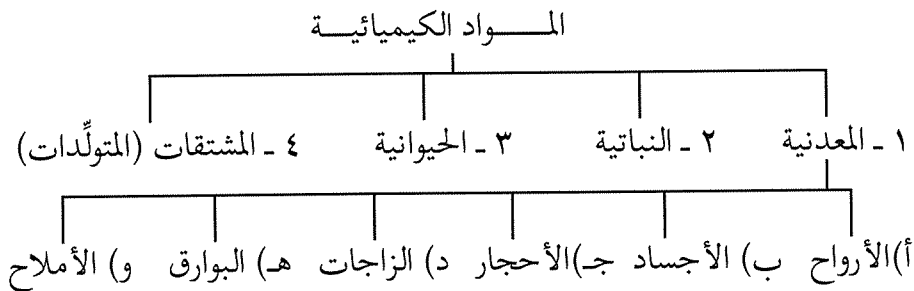 المـــــواد الكيميائيـــة
١ ـ المعدنية ٢ ـ النباتية ٣ ـ الحيوانية ٤ ـ المشتقات (المتولِّدات)
أ)الأرواح ب) الأجساد جـ)الأحجار د) الزاجات هـ) البوارق و) الأملاح